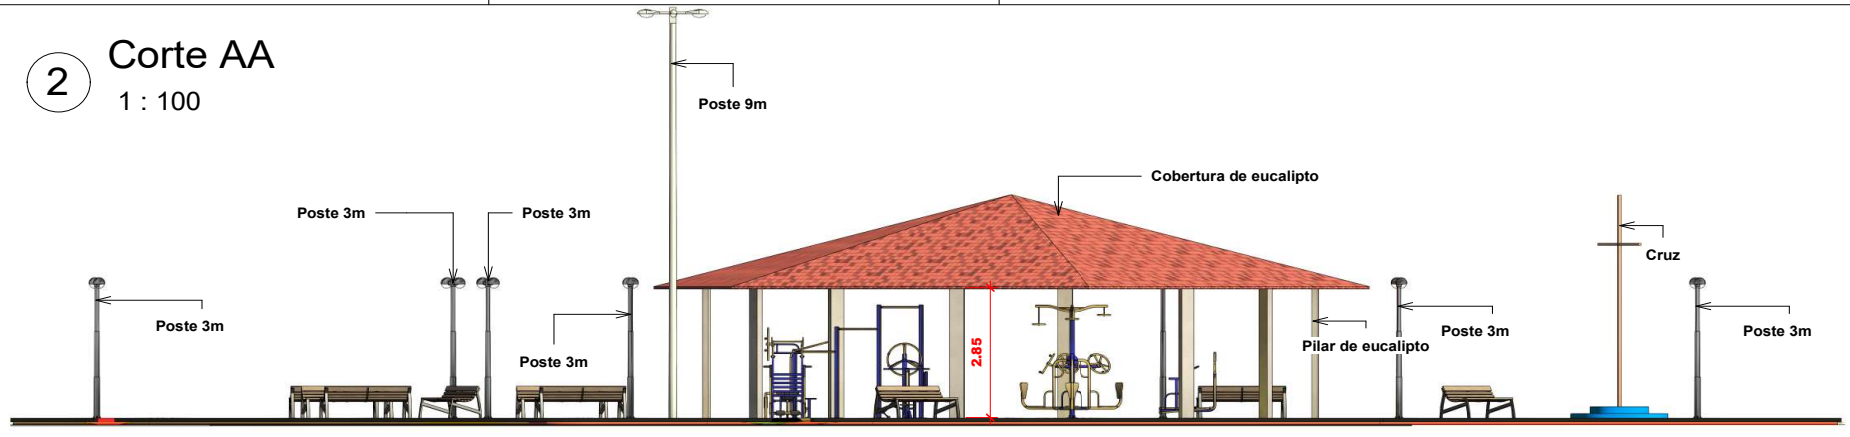 2
Corte AA
1 : 100
Poste 9m
Cobertura de eucalipto
Poste 3m
Poste 3m
Cruz
Poste 3m
Poste 3m
Poste 3m
Poste 3m
Pilar de eucalipto
2.85
Poste 3m